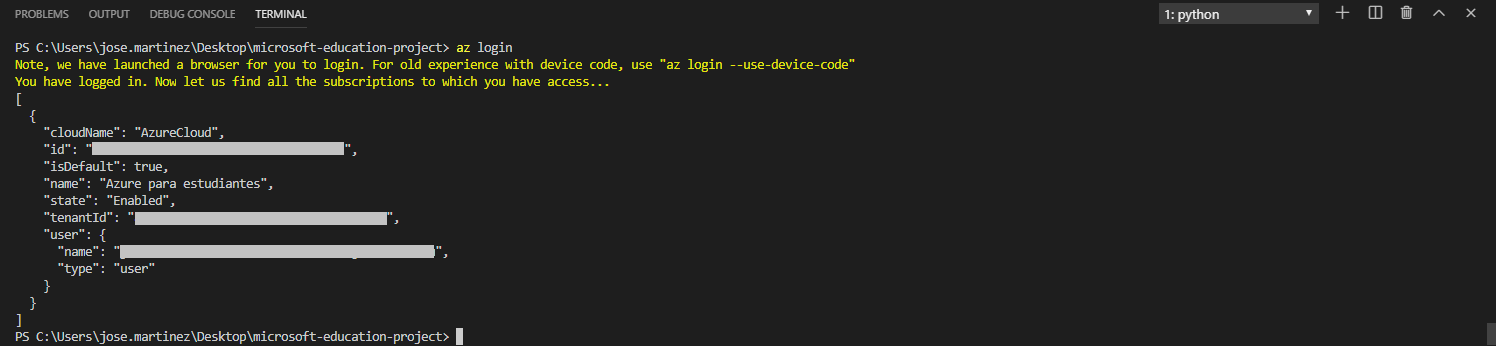 PROBLEMS OUTPUT DEBUG CONSOLE TERMINAL 1: python
PS C:\Users\jose.martinez\Desktop\microsoft-education-project> az login
Note, we have launched a browser for you to login. For old experience with device code, use "az login --use-device-code"
You have logged in. Now let us find all the subscriptions to which you have access...
[
  {
    "cloudName": "AzureCloud",
    "id": "",
    "isDefault": true,
    "name": "Azure para estudiantes",
    "state": "Enabled",
    "tenantId": "",
    "user": {
      "name": "",
      "type": "user"
    }
  }
]
PS C:\Users\jose.martinez\Desktop\microsoft-education-project>